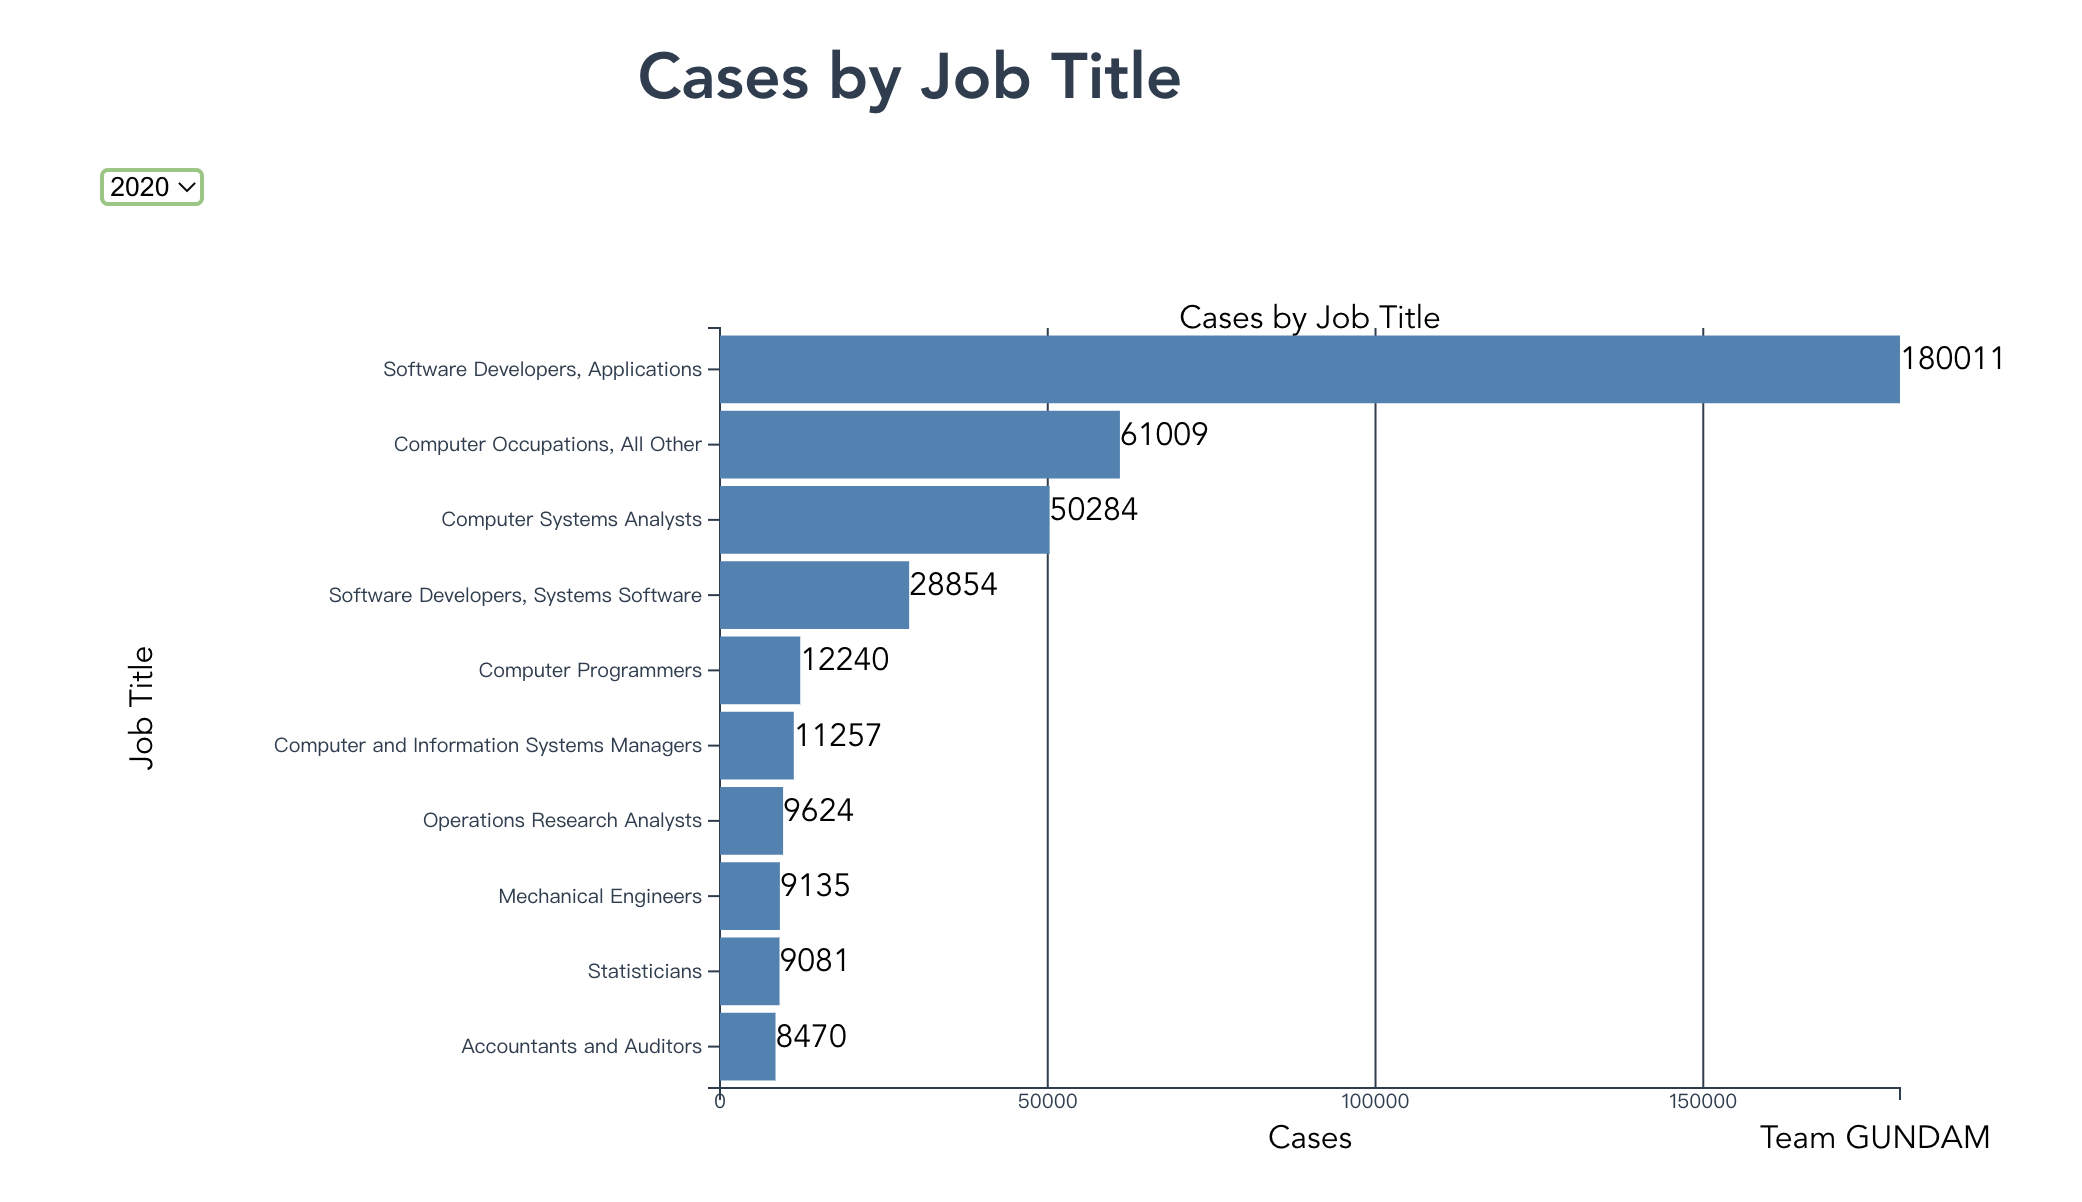 Cases by Job Title
2020
Cases by Job Title
Software Developers, Applications 180011
Computer Occupations, All Other 61009
Computer Systems Analysts 50284
Software Developers, Systems Software 28854
Computer Programmers 12240
Computer and Information Systems Managers 11257
Operations Research Analysts 9624
Mechanical Engineers 9135
Statisticians 9081
Accountants and Auditors 8470
Job Title
0 50000 100000 150000
Cases
Team GUNDAM